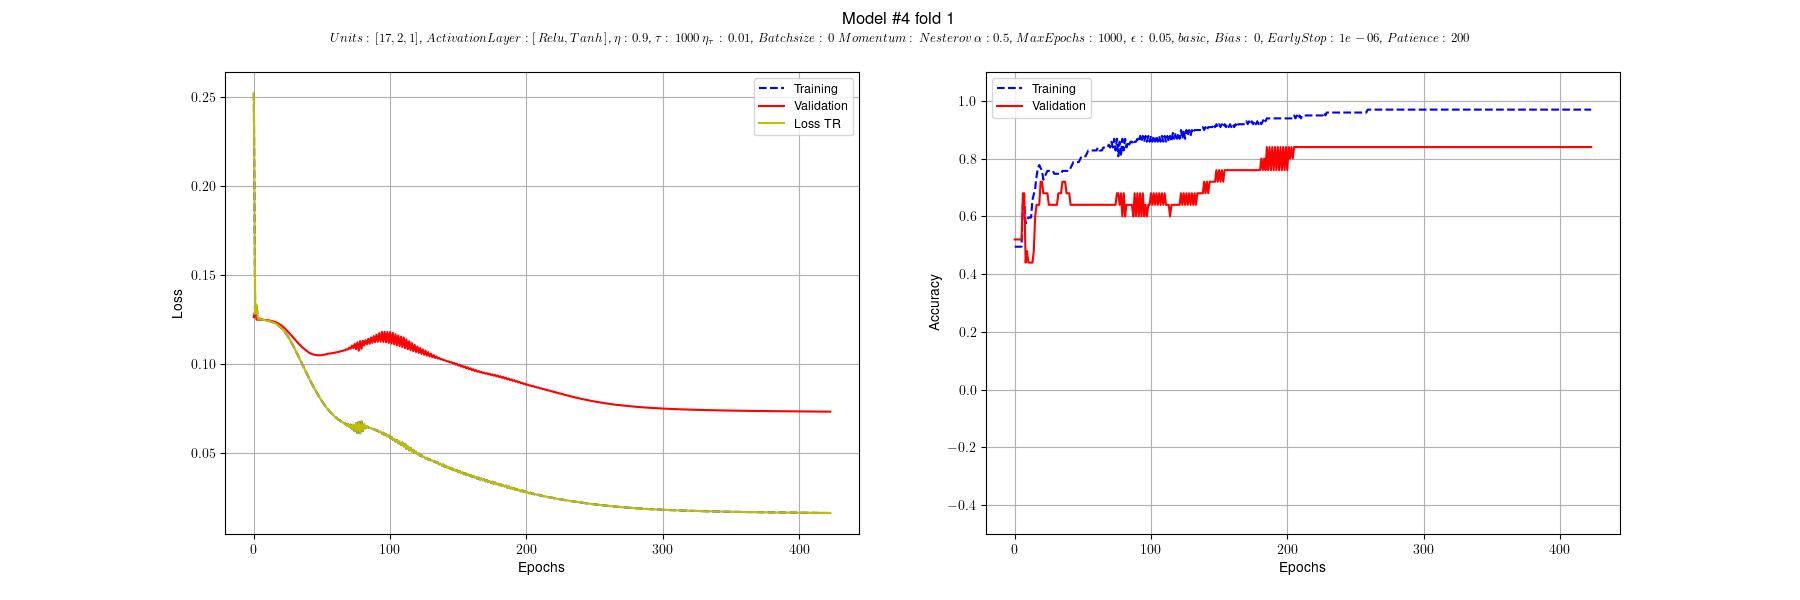 Model #4 fold 1
Units : [17, 2, 1], ActivationLayer : [ Relu, Tanh ], η : 0.9, τ : 1000 ητ : 0.01, Batchsize : 0 Momentum : Nesterov α : 0.5, MaxEpochs : 1000, ϵ : 0.05, basic, Bias : 0, EarlyStop : 1e − 06, Patience : 200
Training
Validation
Loss TR
0.25
0.20
0.15
0.10
0.05
Loss
0 100 200 300 400
Epochs
Training
Validation
1.0
0.8
0.6
0.4
0.2
0.0
−0.2
−0.4
Accuracy
0 100 200 300 400
Epochs